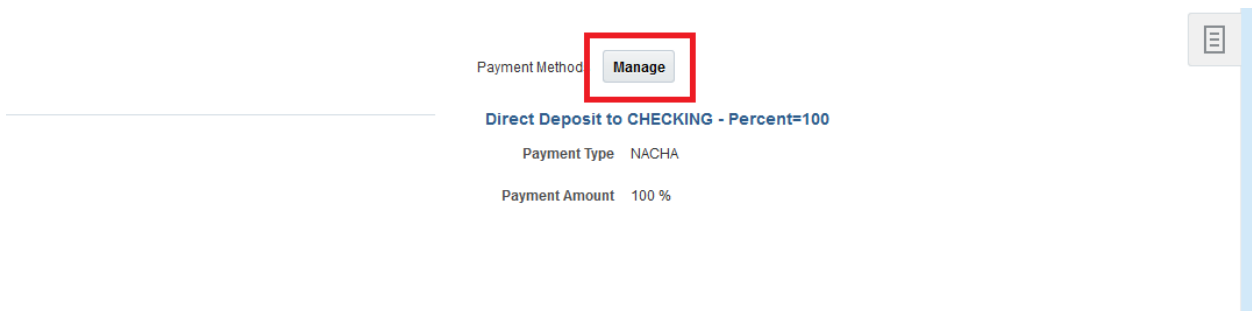 Payment Method Manage
Direct Deposit to CHECKING - Percent=100
Payment Type NACHA
Payment Amount 100 %